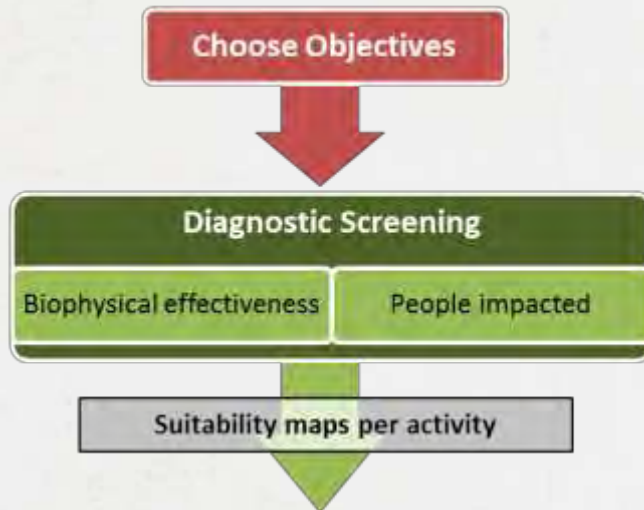 Choose Objectives
Diagnostic Screening
Biophysical effectiveness
People impacted
Suitability maps per activity